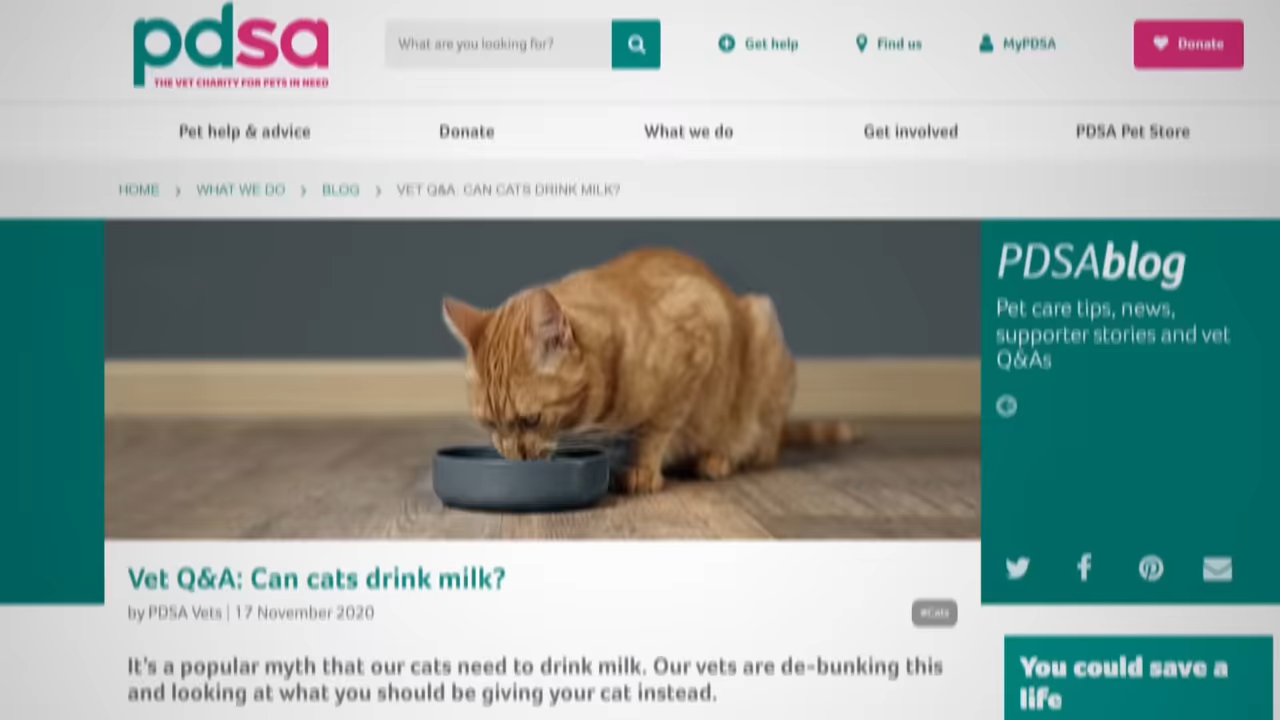 pdsa
THE VET CHARITY FOR PETS IN NEED
What are you looking for?
Get help
Find us
MyPDSA
Donate
Pet help & advice
Donate
What we do
Get involved
PDSA Pet Store
HOME > WHAT WE DO > BLOG > VET Q&A: CAN CATS DRINK MILK?
PDSAblog
Pet care tips, news,
supporter stories and vet
Q&As
Vet Q&A: Can cats drink milk?
by PDSA Vets | 17 November 2020
#Cats
It's a popular myth that our cats need to drink milk. Our vets are de-bunking this
and looking at what you should be giving your cat instead.
You could save a
life